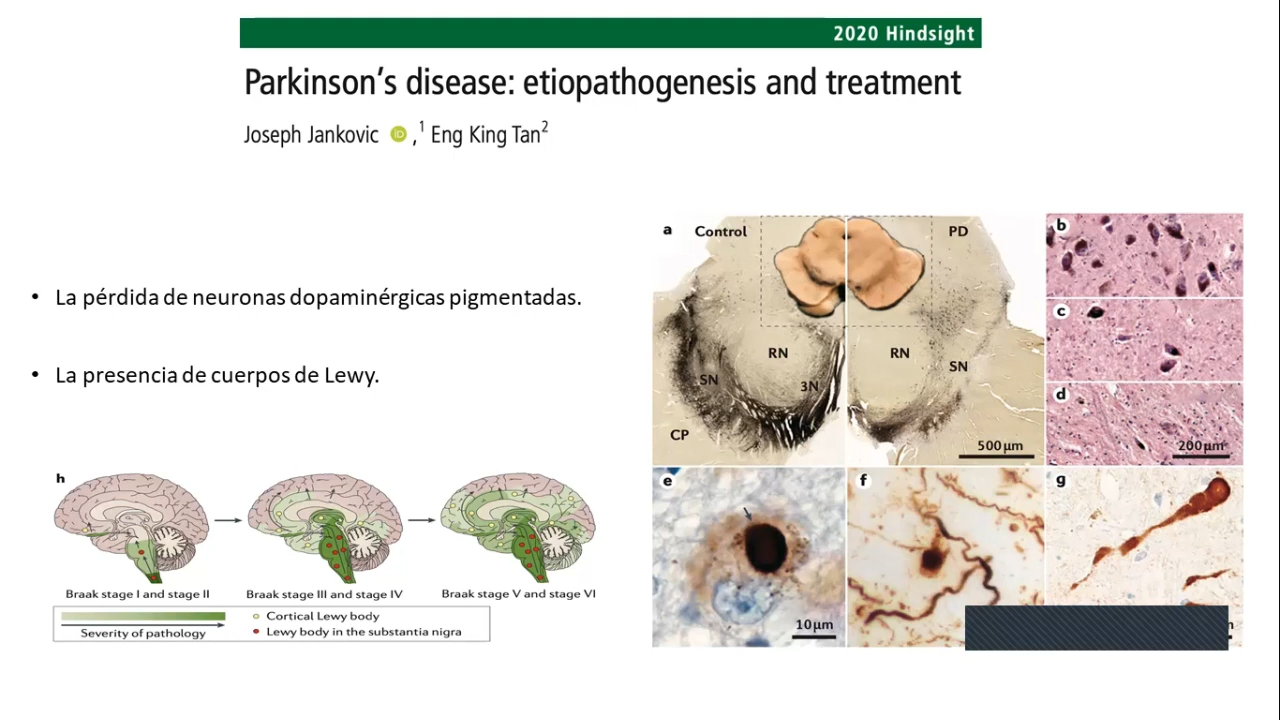 2020 Hindsight
Parkinson's disease: etiopathogenesis and treatment
Joseph Jankovic iD ,1 Eng King Tan2
• La pérdida de neuronas dopaminérgicas pigmentadas.
• La presencia de cuerpos de Lewy.
h
Braak stage I and stage II
Braak stage III and stage IV
Braak stage V and stage VI
Severity of pathology
Cortical Lewy body
Lewy body in the substantia nigra
a
Control
PD
RN
RN
SN
SN
3N
CP
500 µm
b
c
d
200 µm
e
10 µm
f
g